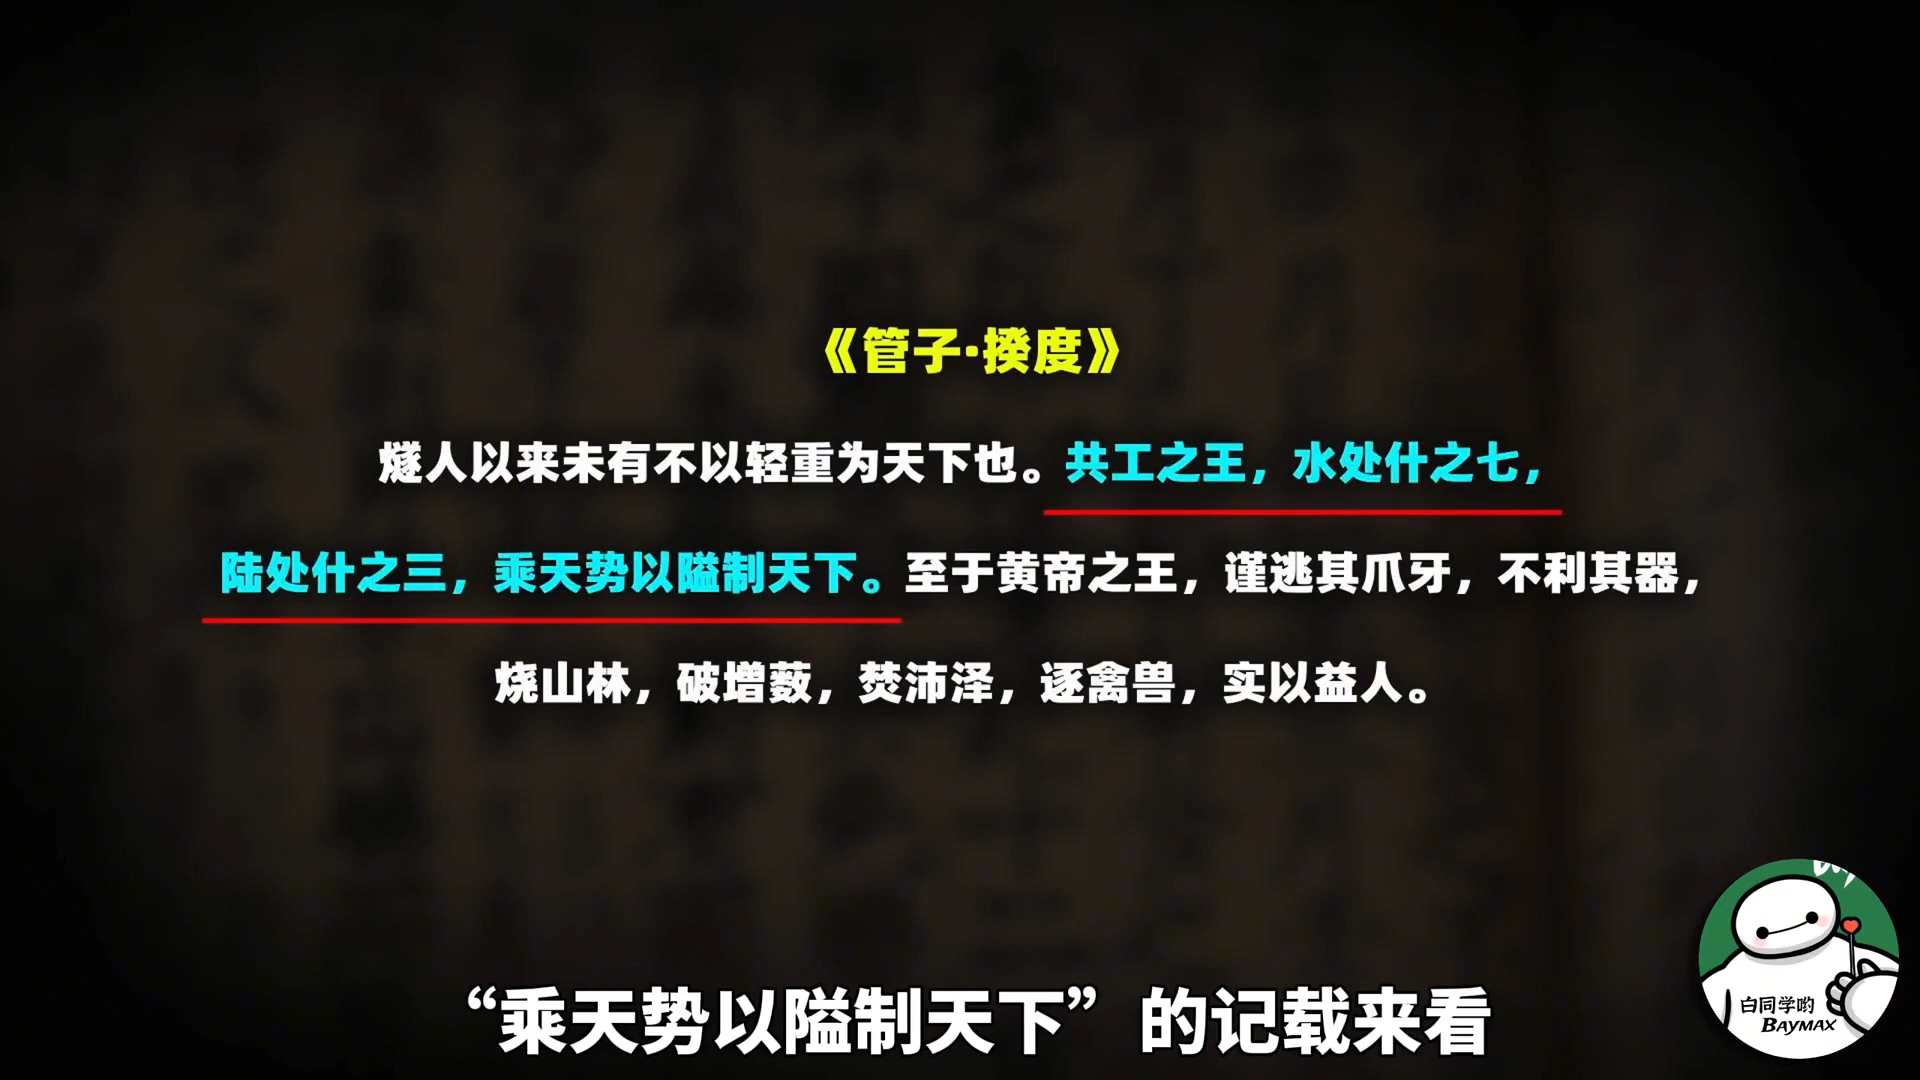 《管子·揆度》
燧人以来未有不以轻重为天下也。共工之王，水处什之七，
陆处什之三，乘天势以隘制天下。至于黄帝之王，谨逃其爪牙，不利其器，
烧山林，破增薮，焚沛泽，逐禽兽，实以益人。
“乘天势以隘制天下”的记载来看
白同学哟
BAYMAX